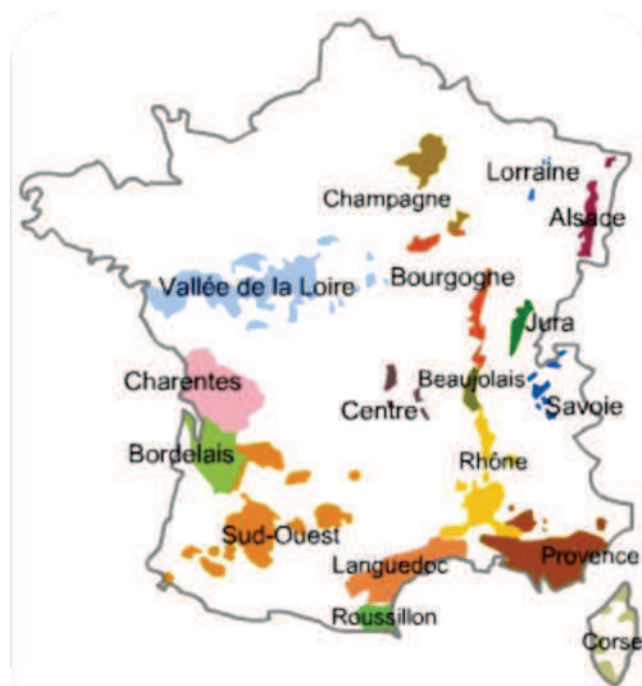 Lorraine
Champagne
Alsace
Bourgogne
Vallée de la Loire
Jura
Charentes
Beaujolais
Centre
Savoie
Bordelais
Rhône
Sud-Ouest
Provence
Languedoc
Roussillon
Corse